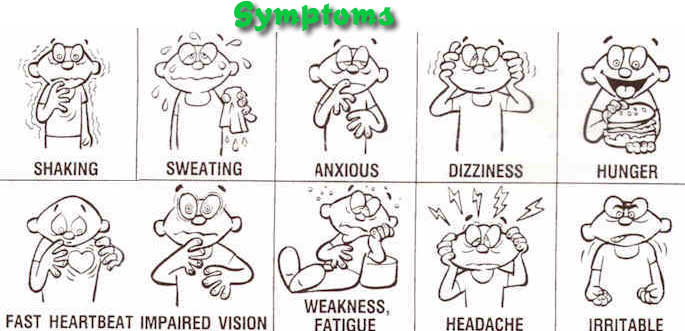 Symptoms
SHAKING
SWEATING
ANXIOUS
DIZZINESS
HUNGER
FAST HEARTBEAT
IMPAIRED VISION
WEAKNESS,
FATIGUE
HEADACHE
IRRITABLE